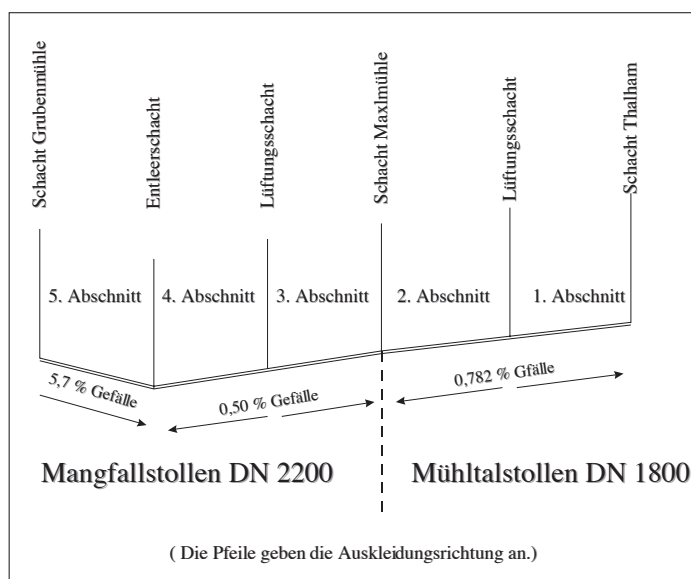 Schacht Grubenmühle
Entleerschacht
Lüftungsschacht
Schacht Maxlmühle
Lüftungsschacht
Schacht Thalham
5. Abschnitt
4. Abschnitt
3. Abschnitt
2. Abschnitt
1. Abschnitt
5,7 % Gefälle
0,50 % Gefälle
0,782 % Gfälle
Mangfallstollen DN 2200
Mühltalstollen DN 1800
( Die Pfeile geben die Auskleidungsrichtung an.)